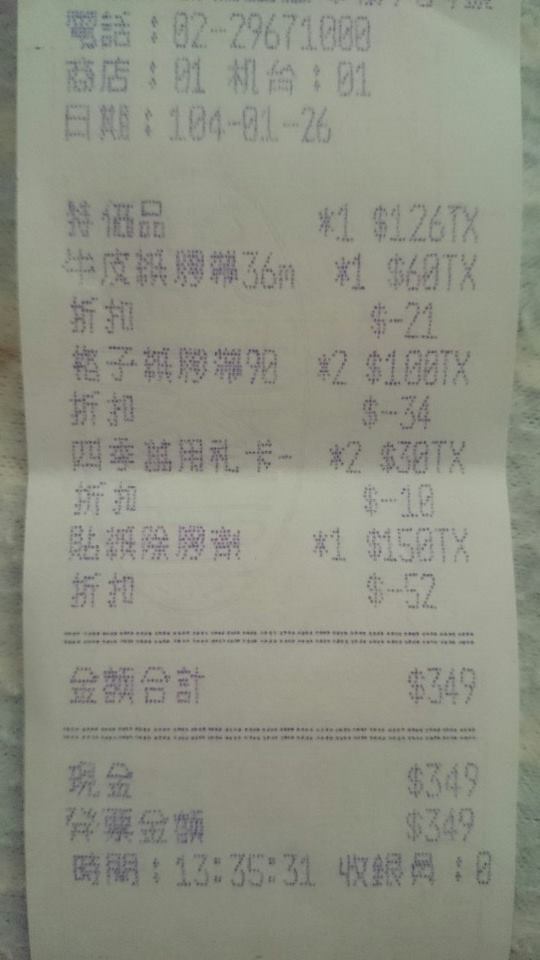 電話：02-29671000
商店：01 机台：01
日期：104-01-26
特價品 *1 $126TX
牛皮紙膠帶36m *1 $60TX
折扣 $-21
格子紙膠帶90 *2 $100TX
折扣 $-34
四季萬用札卡- *2 $30TX
折扣 $-10
貼紙除膠劑 *1 $150TX
折扣 $-52
金額合計 $349
現金 $349
發票金額 $349
時間：13:35:31 收銀員：0